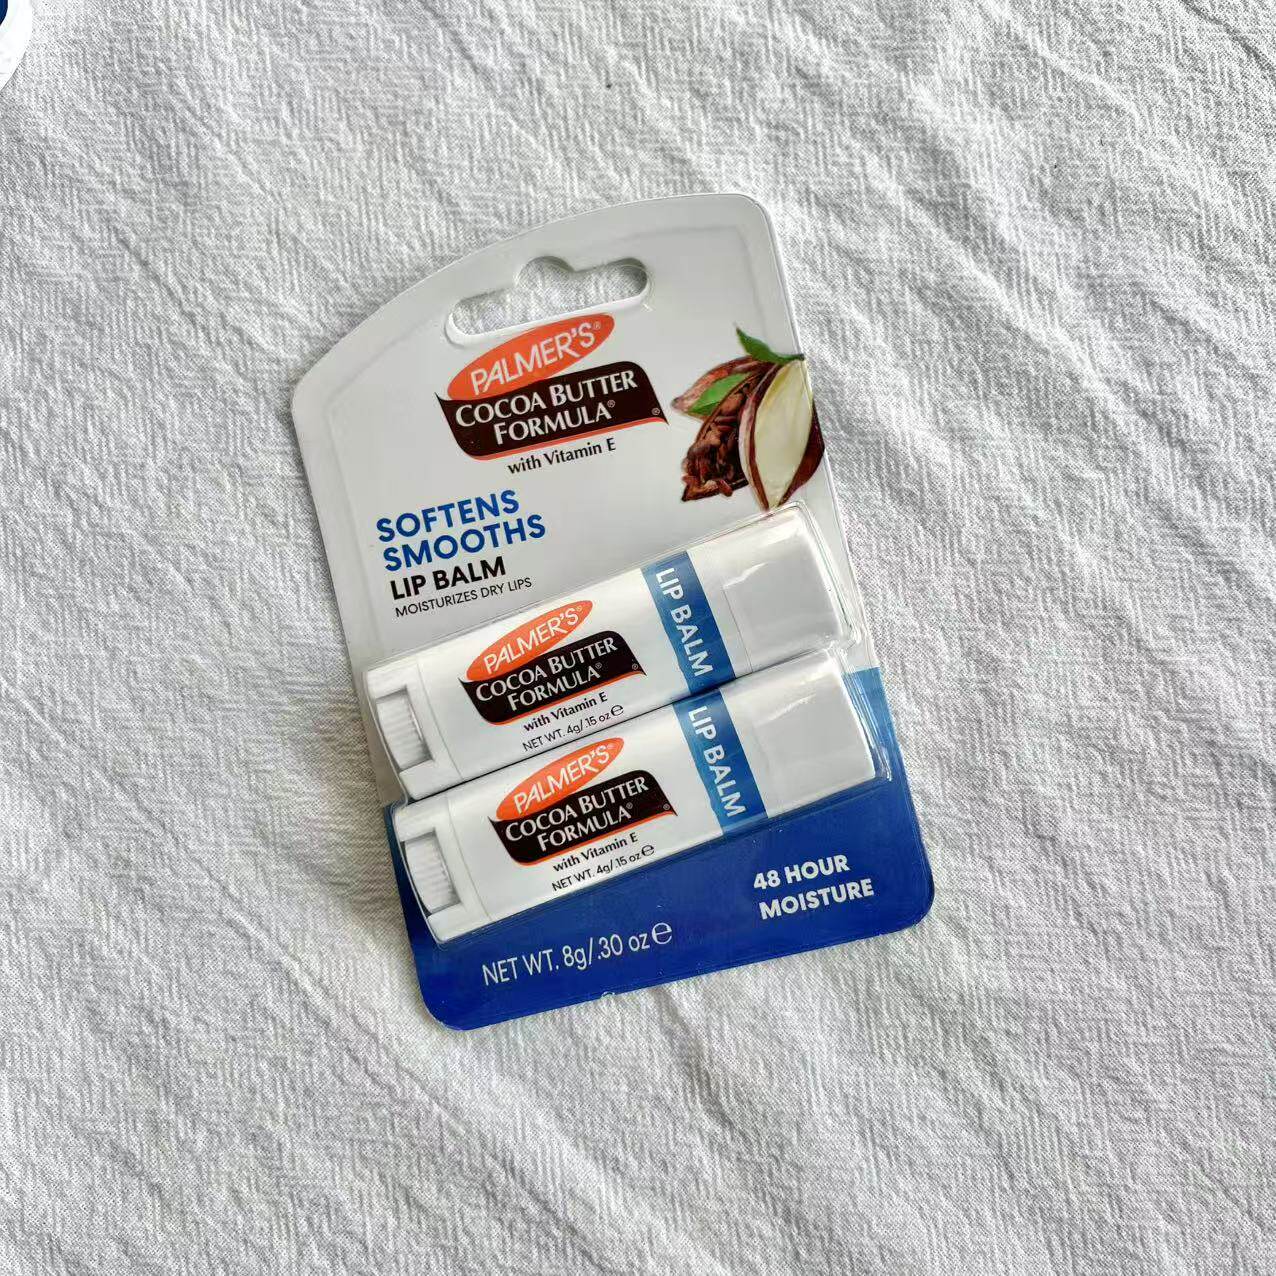 PALMER'S®
COCOA BUTTER
FORMULA®
®
with Vitamin E
SOFTENS
SMOOTHS
LIP BALM
MOISTURIZES DRY LIPS
PALMER'S®
COCOA BUTTER
FORMULA®
®
with Vitamin E
NET WT. 4g/.15 oz℮
LIP BALM
PALMER'S®
COCOA BUTTER
FORMULA®
®
with Vitamin E
NET WT. 4g/.15 oz℮
LIP BALM
48 HOUR
MOISTURE
NET WT. 8g/.30 oz℮